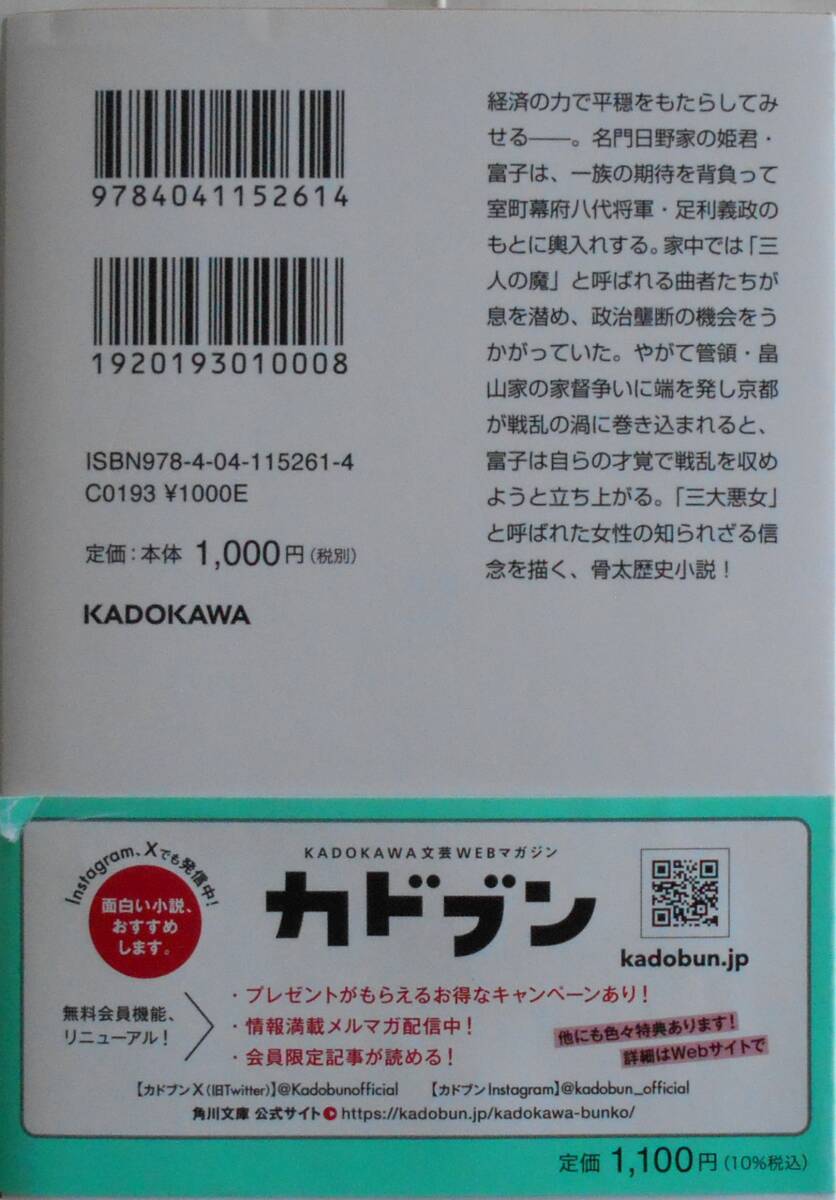 9784041152614
1920193010008
ISBN978-4-04-115261-4
C0193 ¥1000E
定価:本体 1,000円(税別)
KADOKAWA
経済の力で平穏をもたらしてみ
せる――。名門日野家の姫君・
富子は、一族の期待を背負って
室町幕府八代将軍・足利義政の
もとに輿入れする。家中では「三
人の魔」と呼ばれる曲者たちが
息を潜め、政治壟断の機会をう
かがっていた。やがて管領・畠
山家の家督争いに端を発し京都
が戦乱の渦に巻き込まれると、
富子は自らの才覚で戦乱を収め
ようと立ち上がる。「三大悪女」
と呼ばれた女性の知られざる信
念を描く、骨太歴史小説!
Instagram、Xでも発信中!
面白い小説、
おすすめ
します。
KADOKAWA文芸WEBマガジン
カドブン
kadobun.jp
無料会員機能、
リニューアル!
・プレゼントがもらえるお得なキャンペーンあり!
・情報満載メルマガ配信中!
・会員限定記事が読める!
他にも色々特典あります!
詳細はWebサイトで
【カドブンX(旧Twitter)】@Kadobunofficial 【カドブンInstagram】@kadobun_official
角川文庫 公式サイト https://kadobun.jp/kadokawa-bunko/
定価 1,100円(10%税込)